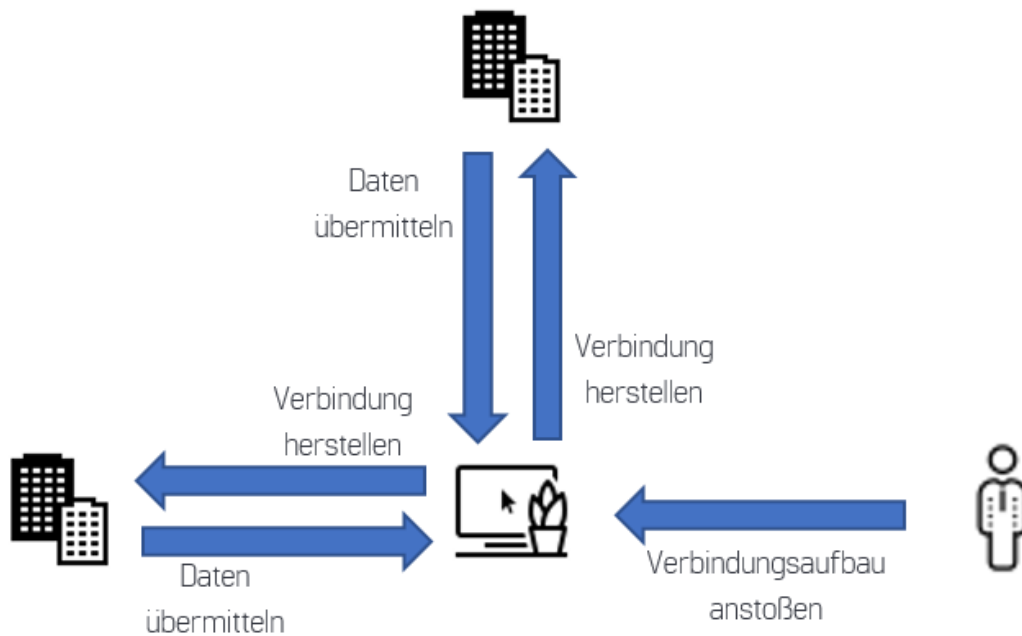 Daten
übermitteln
Verbindung
herstellen
Verbindung
herstellen
Daten
übermitteln
Verbindungsaufbau
anstoßen